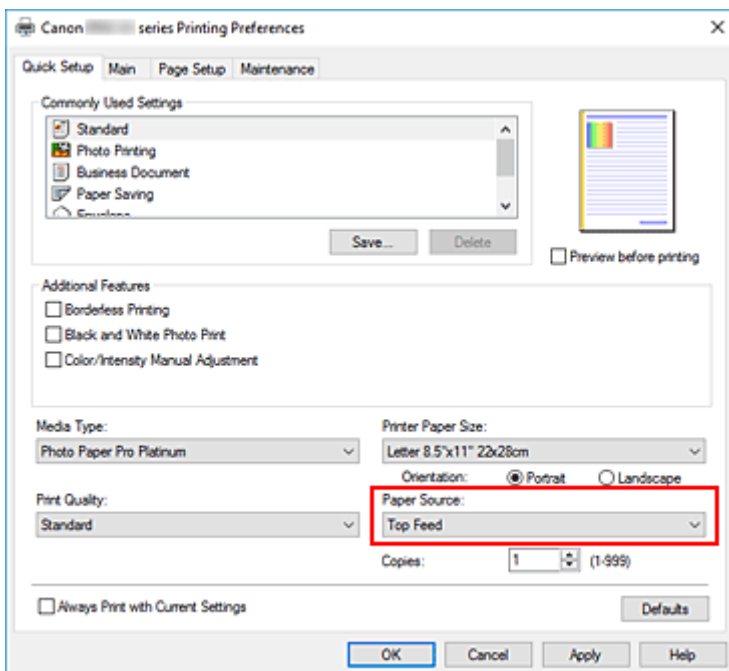 Canon series Printing Preferences
Quick Setup Main Page Setup Maintenance
Commonly Used Settings
Standard
Photo Printing
Business Document
Paper Saving
Save... Delete
Preview before printing
Additional Features
Borderless Printing
Black and White Photo Print
Color/Intensity Manual Adjustment
Media Type: Printer Paper Size:
Photo Paper Pro Platinum Letter 8.5"x11" 22x28cm
Orientation: Portrait Landscape
Print Quality: Paper Source:
Standard Top Feed
Copies: 1 (1-999)
Always Print with Current Settings Defaults
OK Cancel Apply Help